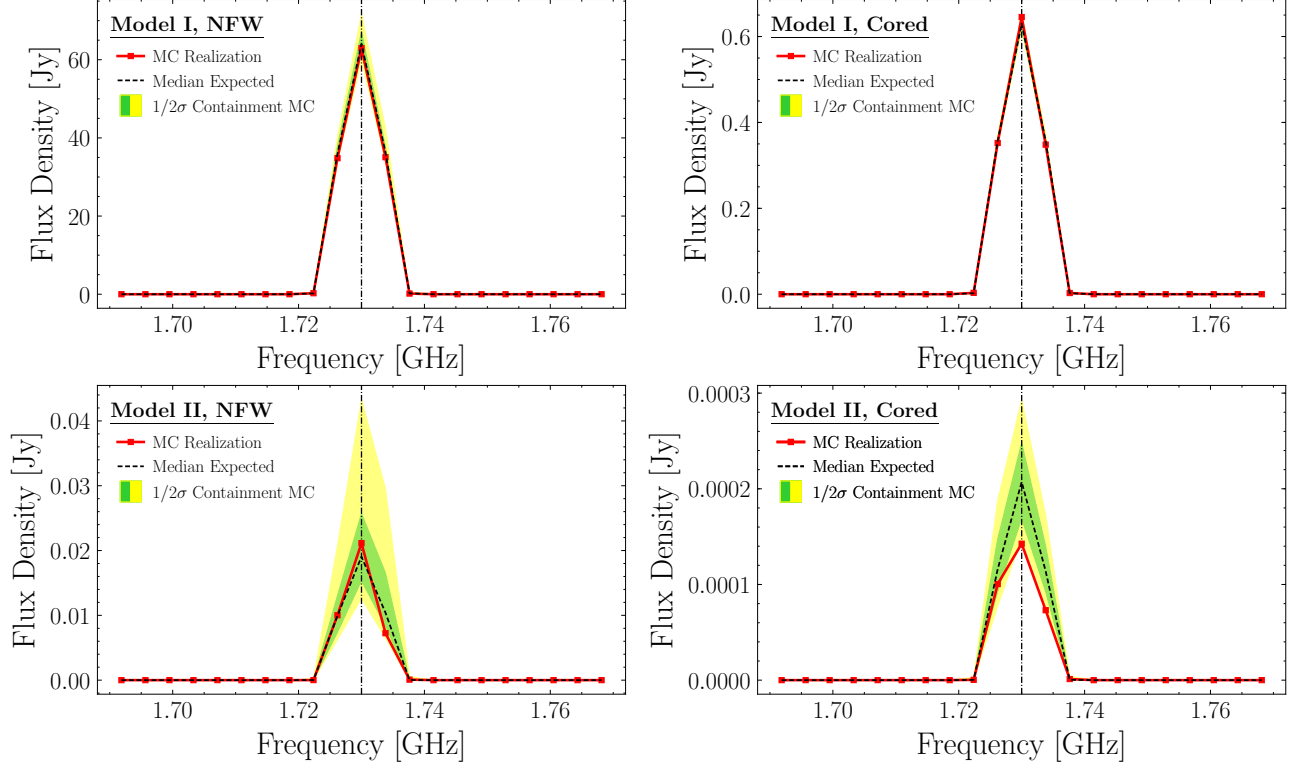 Model I, NFW
MC Realization
Median Expected
1/2σ Containment MC
Flux Density [Jy]
60
40
20
0
1.70
1.72
1.74
1.76
Frequency [GHz]
Model I, Cored
MC Realization
Median Expected
1/2σ Containment MC
Flux Density [Jy]
0.6
0.4
0.2
0.0
1.70
1.72
1.74
1.76
Frequency [GHz]
Model II, NFW
MC Realization
Median Expected
1/2σ Containment MC
Flux Density [Jy]
0.04
0.03
0.02
0.01
0.00
1.70
1.72
1.74
1.76
Frequency [GHz]
Model II, Cored
MC Realization
Median Expected
1/2σ Containment MC
Flux Density [Jy]
0.0003
0.0002
0.0001
0.0000
1.70
1.72
1.74
1.76
Frequency [GHz]